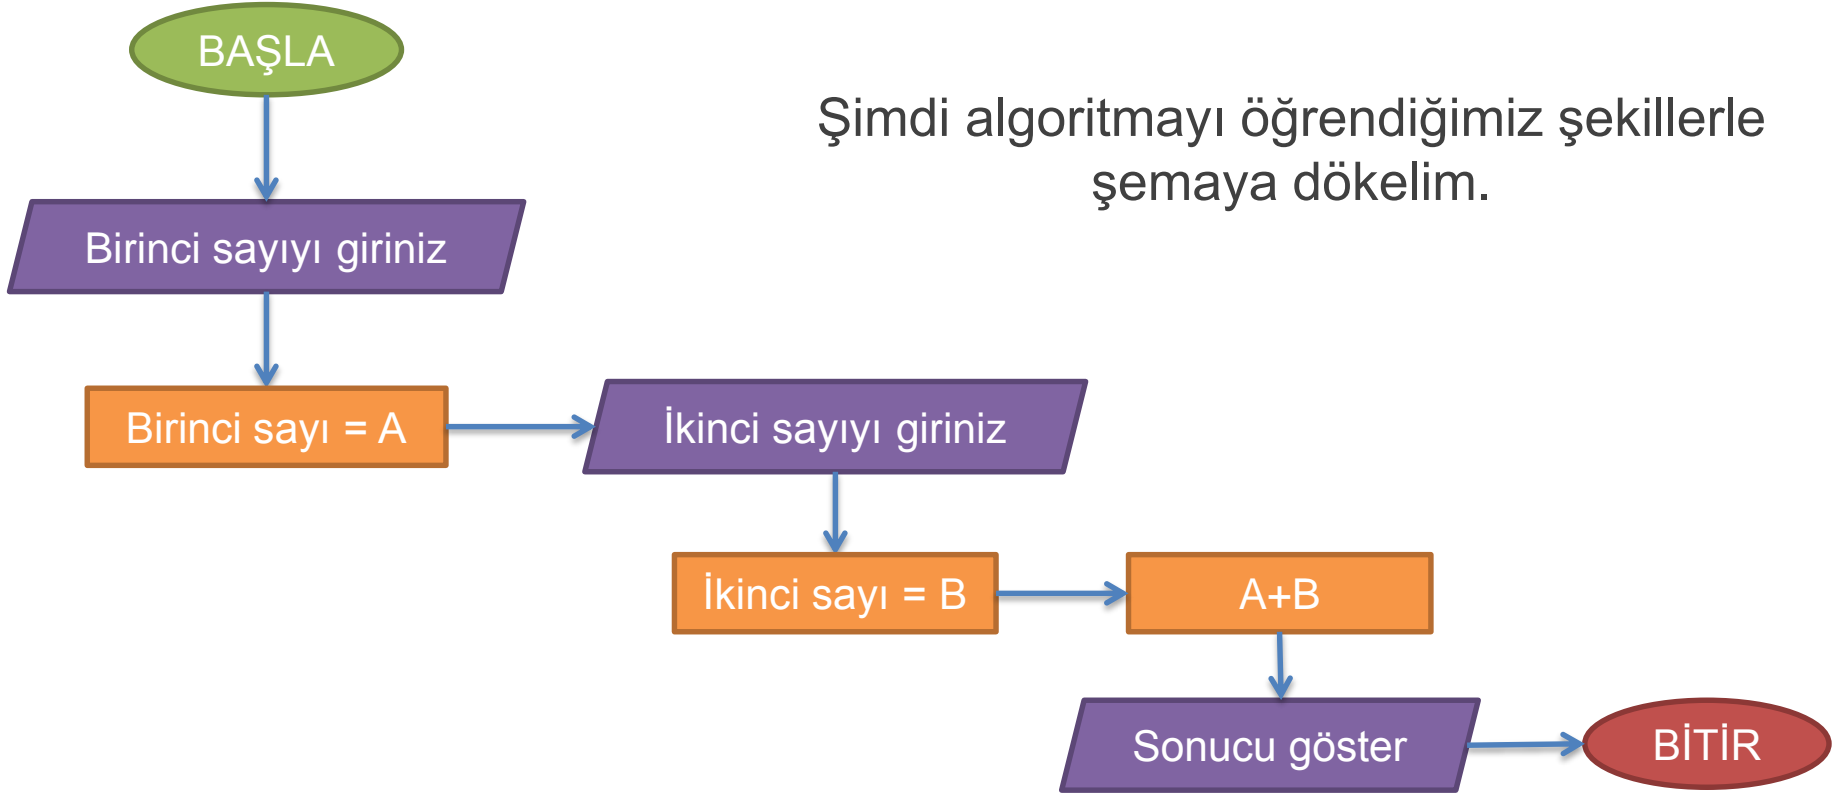 BAŞLA
Şimdi algoritmayı öğrendiğimiz şekillerle
şemaya dökelim.
Birinci sayıyı giriniz
Birinci sayı = A
İkinci sayıyı giriniz
İkinci sayı = B
A+B
Sonucu göster
BİTİR